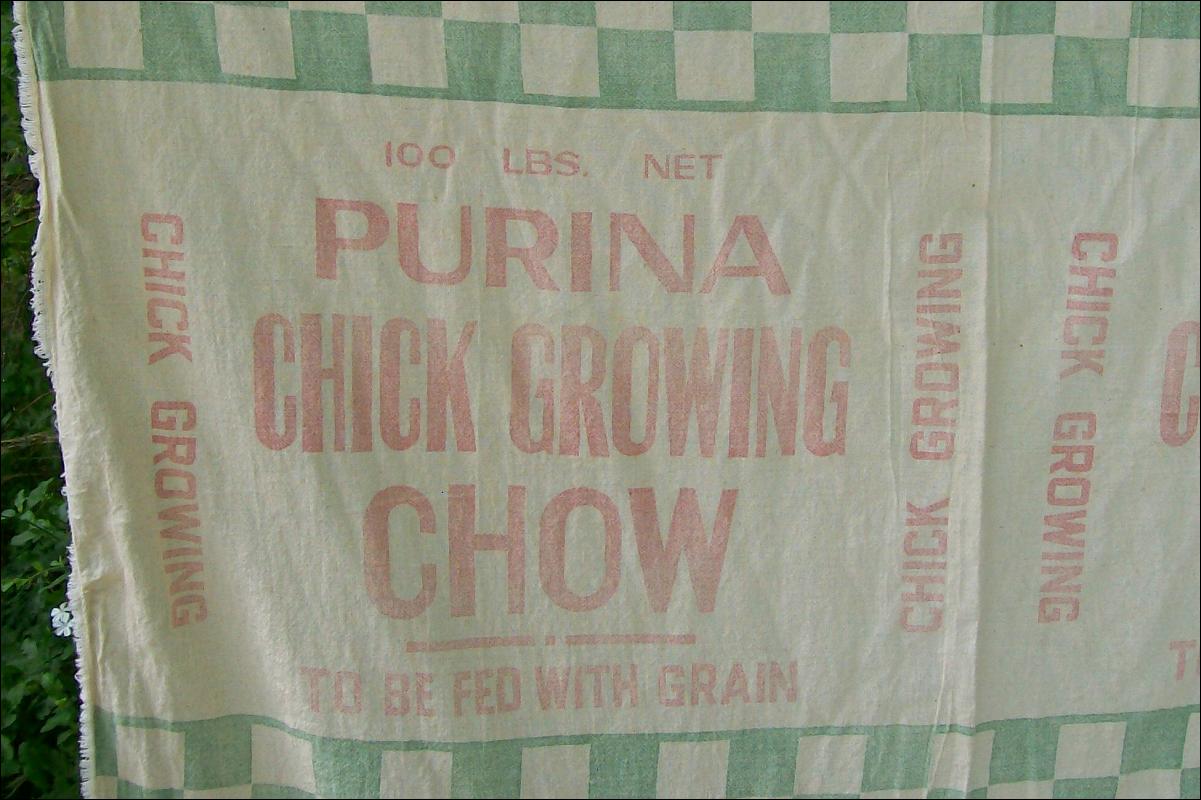 100 LBS. NET
PURINA
CHICK GROWING
CHOW
TO BE FED WITH GRAIN
CHICK GROWING
CHICK GROWING
CHICK GROWING
C
T